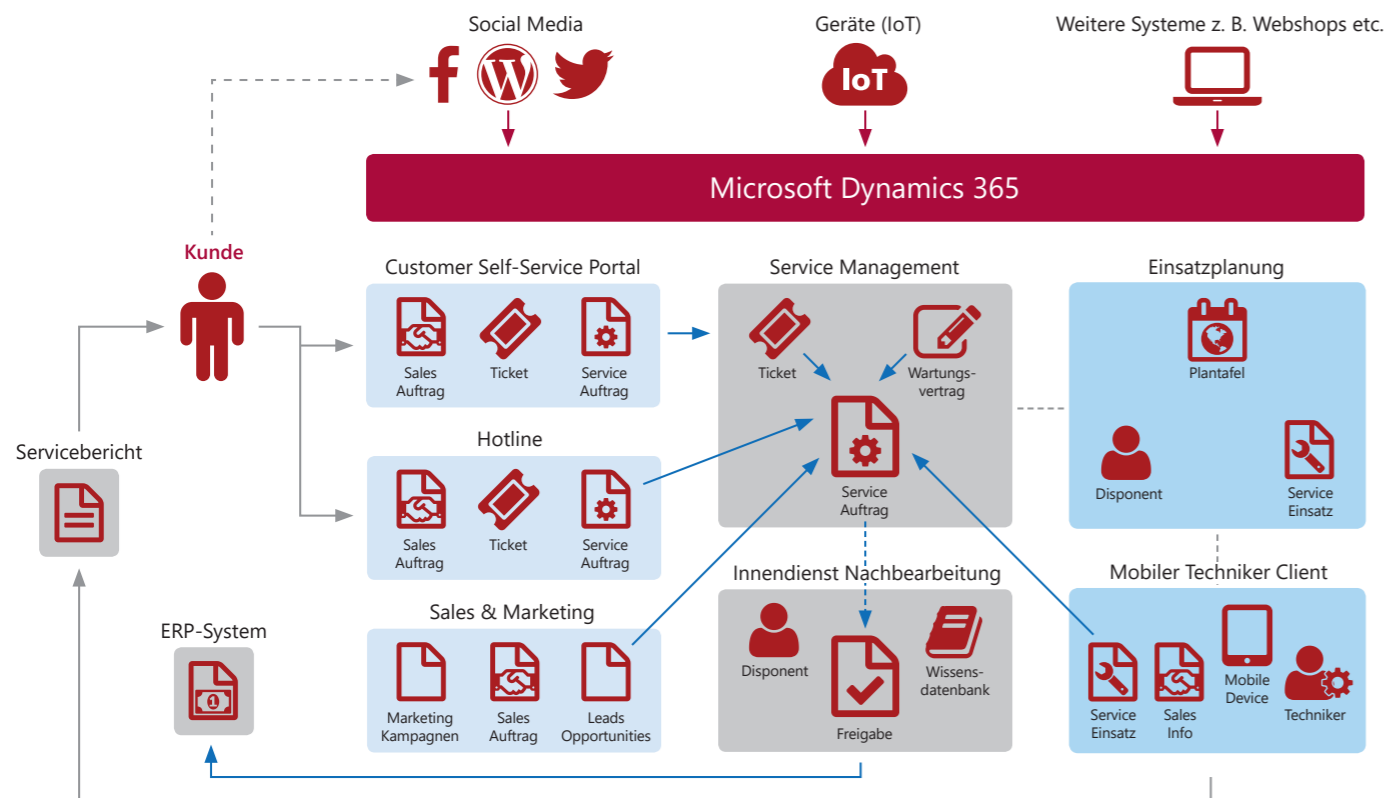 Social Media
Geräte (IoT)
Weitere Systeme z. B. Webshops etc.
IoT
Microsoft Dynamics 365
Kunde
Customer Self-Service Portal
Sales
Auftrag
Ticket
Service
Auftrag
Service Management
Ticket
Wartungs-
vertrag
Service
Auftrag
Einsatzplanung
Plantafel
Disponent
Service
Einsatz
Servicebericht
Hotline
Sales
Auftrag
Ticket
Service
Auftrag
ERP-System
1
Sales & Marketing
Marketing
Kampagnen
Sales
Auftrag
Leads
Opportunities
Innendienst Nachbearbeitung
Disponent
Wissens-
datenbank
Freigabe
Mobiler Techniker Client
Service
Einsatz
Sales
Info
Mobile
Device
Techniker